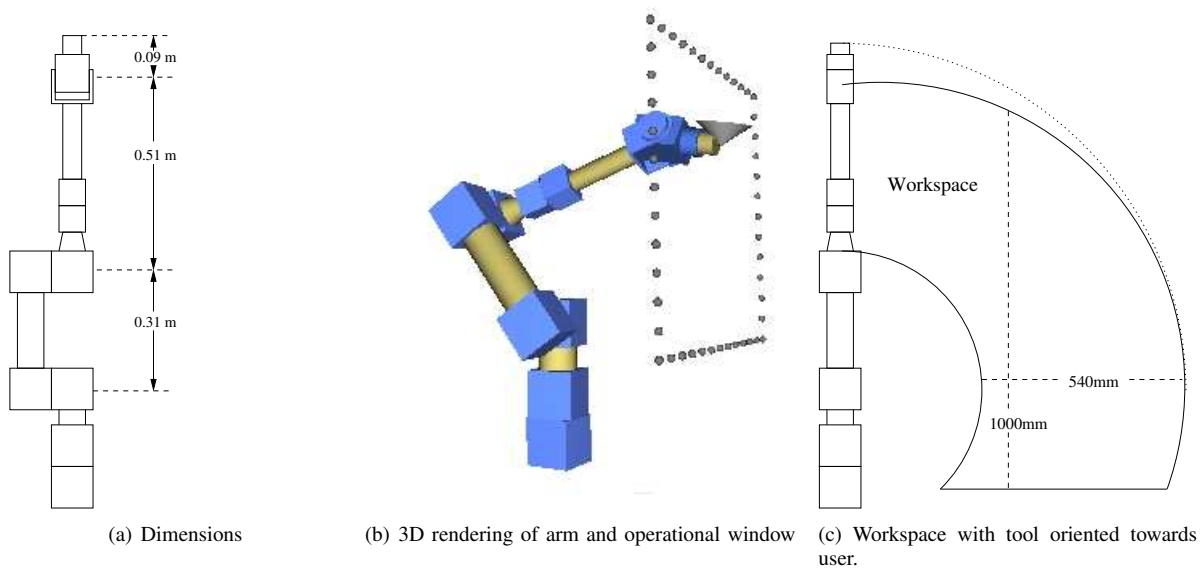 0.09 m
0.51 m
0.31 m
Workspace
540mm
1000mm
(a) Dimensions
(b) 3D rendering of arm and operational window
(c) Workspace with tool oriented towards
user.